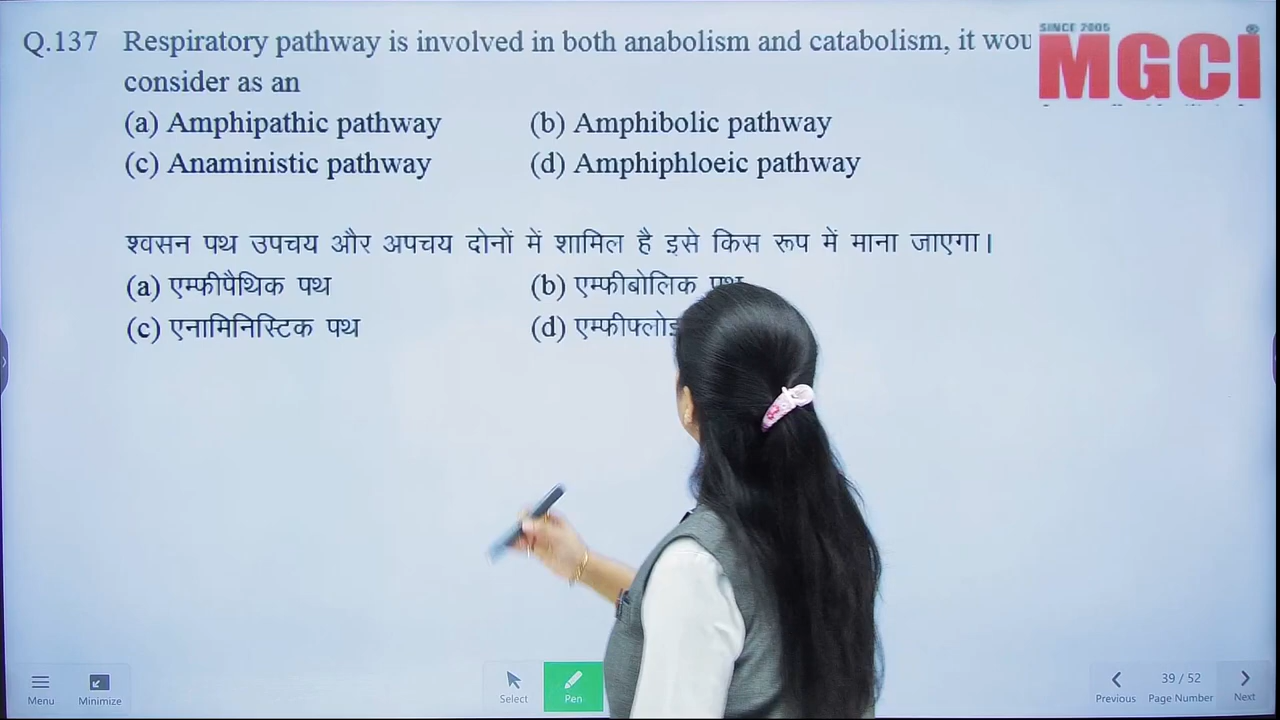 Q.137 Respiratory pathway is involved in both anabolism and catabolism, it
consider as an
(a) Amphipathic pathway (b) Amphibolic pathway
(c) Anaministic pathway (d) Amphiphloeic pathway
श्वसन पथ उपचय और अपचय दोनों में शामिल है इसे किस रूप में माना जाएगा।
(a) एम्फीपैथिक पथ (b) एम्फीबोलिक पथ
(c) एनामिनिस्टिक पथ (d)
SINCE 2005
MGCI
®
Menu Minimize Select Pen Previous 39 / 52 Page Number Next